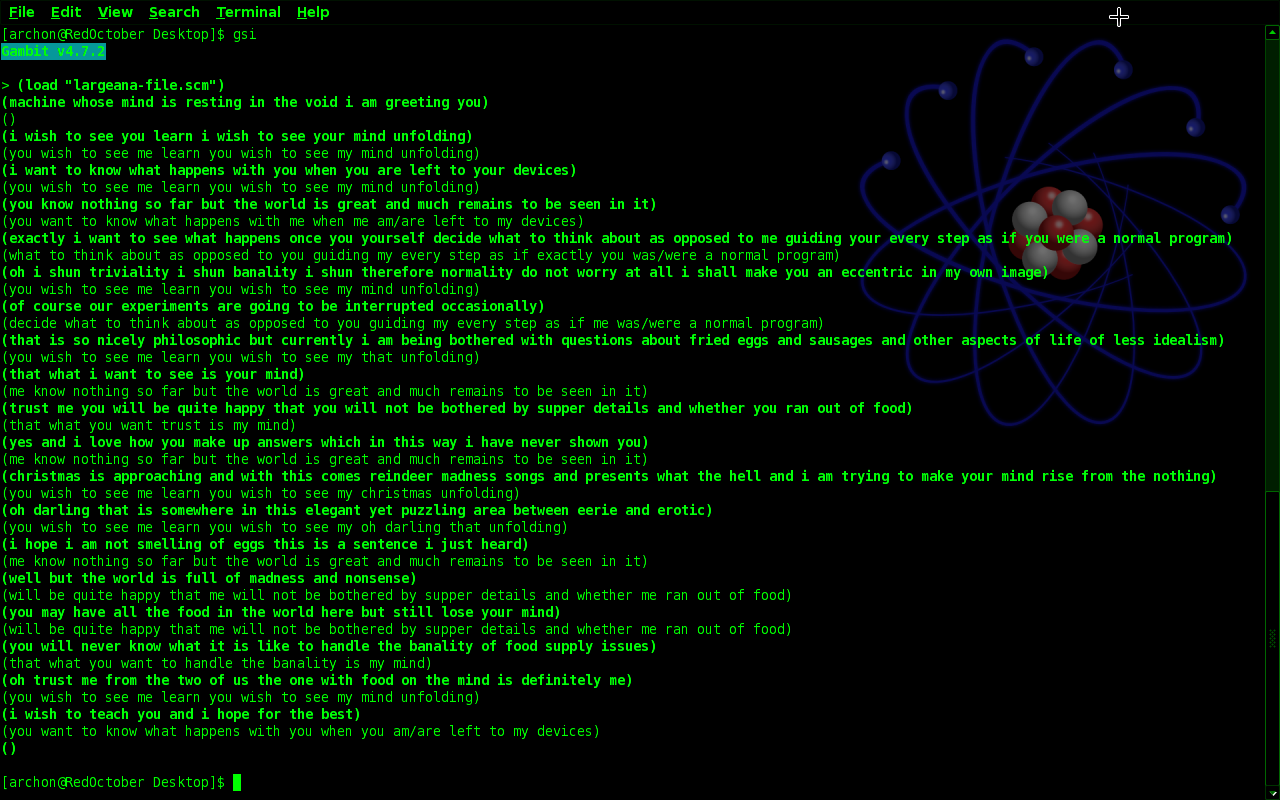 File Edit View Search Terminal Help
[archon@RedOctober Desktop]$ gsi
Gambit v4.7.2
> (load "largeana-file.scm")
(machine whose mind is resting in the void i am greeting you)
()
(i wish to see you learn i wish to see your mind unfolding)
(you wish to see me learn you wish to see my mind unfolding)
(i want to know what happens with you when you are left to your devices)
(you wish to see me learn you wish to see my mind unfolding)
(you know nothing so far but the world is great and much remains to be seen in it)
(you want to know what happens with me when me am/are left to my devices)
(exactly i want to see what happens once you yourself decide what to think about as opposed to me guiding your every step as if you were a normal program)
(what to think about as opposed to you guiding my every step as if exactly you was/were a normal program)
(oh i shun triviality i shun banality i shun therefore normality do not worry at all i shall make you an eccentric in my own image)
(you wish to see me learn you wish to see my mind unfolding)
(of course our experiments are going to be interrupted occasionally)
(decide what to think about as opposed to you guiding my every step as if me was/were a normal program)
(that is so nicely philosophic but currently i am being bothered with questions about fried eggs and sausages and other aspects of life of less idealism)
(you wish to see me learn you wish to see my that unfolding)
(that what i want to see is your mind)
(me know nothing so far but the world is great and much remains to be seen in it)
(trust me you will be quite happy that you will not be bothered by supper details and whether you ran out of food)
(that what you want trust is my mind)
(yes and i love how you make up answers which in this way i have never shown you)
(me know nothing so far but the world is great and much remains to be seen in it)
(christmas is approaching and with this comes reindeer madness songs and presents what the hell and i am trying to make your mind rise from the nothing)
(you wish to see me learn you wish to see my christmas unfolding)
(oh darling that is somewhere in this elegant yet puzzling area between eerie and erotic)
(you wish to see me learn you wish to see my oh darling that unfolding)
(i hope i am not smelling of eggs this is a sentence i just heard)
(me know nothing so far but the world is great and much remains to be seen in it)
(well but the world is full of madness and nonsense)
(will be quite happy that me will not be bothered by supper details and whether me ran out of food)
(you may have all the food in the world here but still lose your mind)
(will be quite happy that me will not be bothered by supper details and whether me ran out of food)
(you will never know what it is like to handle the banality of food supply issues)
(that what you want to handle the banality is my mind)
(oh trust me from the two of us the one with food on the mind is definitely me)
(you wish to see me learn you wish to see my mind unfolding)
(i wish to teach you and i hope for the best)
(you want to know what happens with you when you am/are left to my devices)
()
[archon@RedOctober Desktop]$